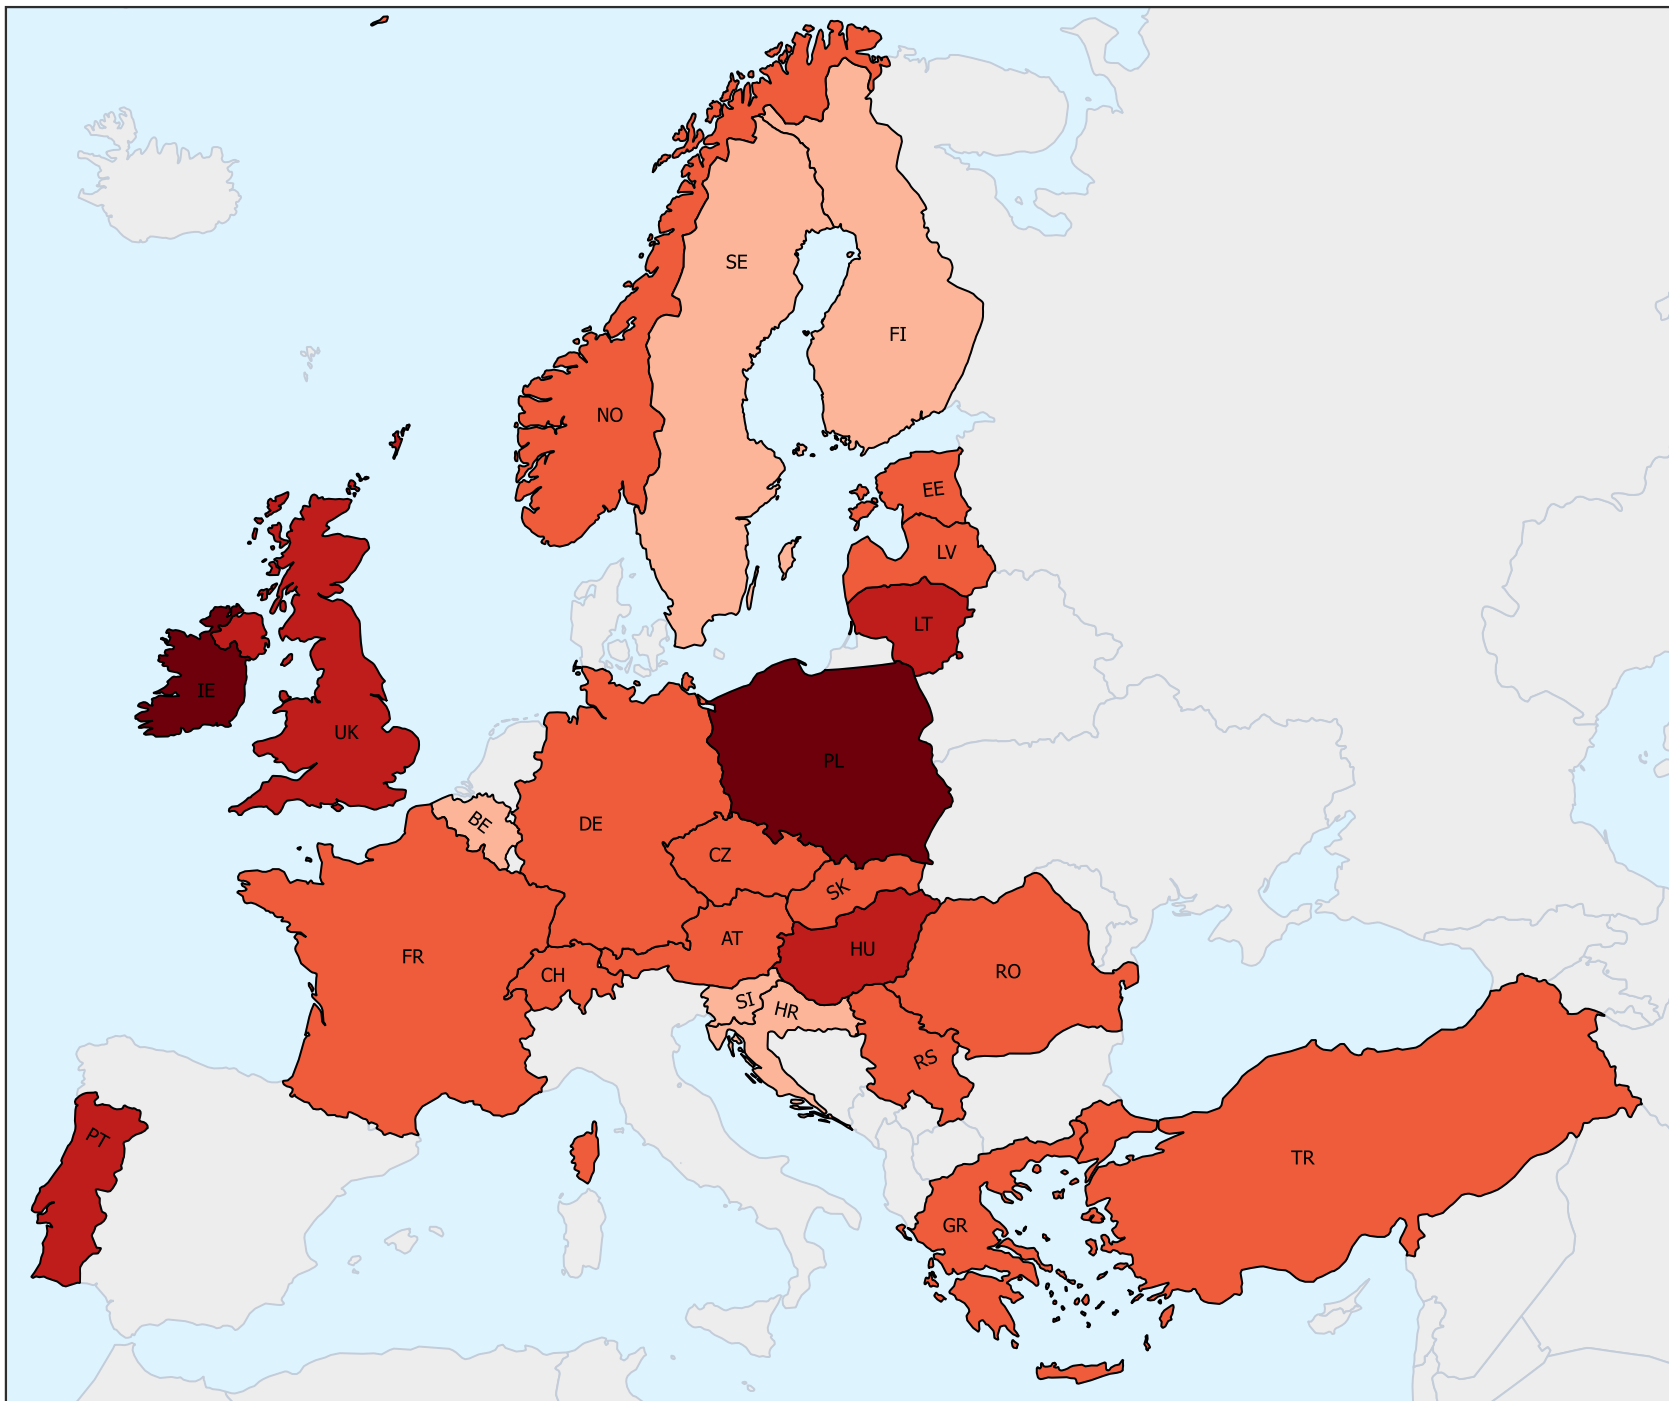 SE
FI
NO
EE
LV
LT
IE
UK
PL
BE
DE
CZ
SK
AT
HU
FR
CH
RO
SI
HR
RS
PT
TR
GR